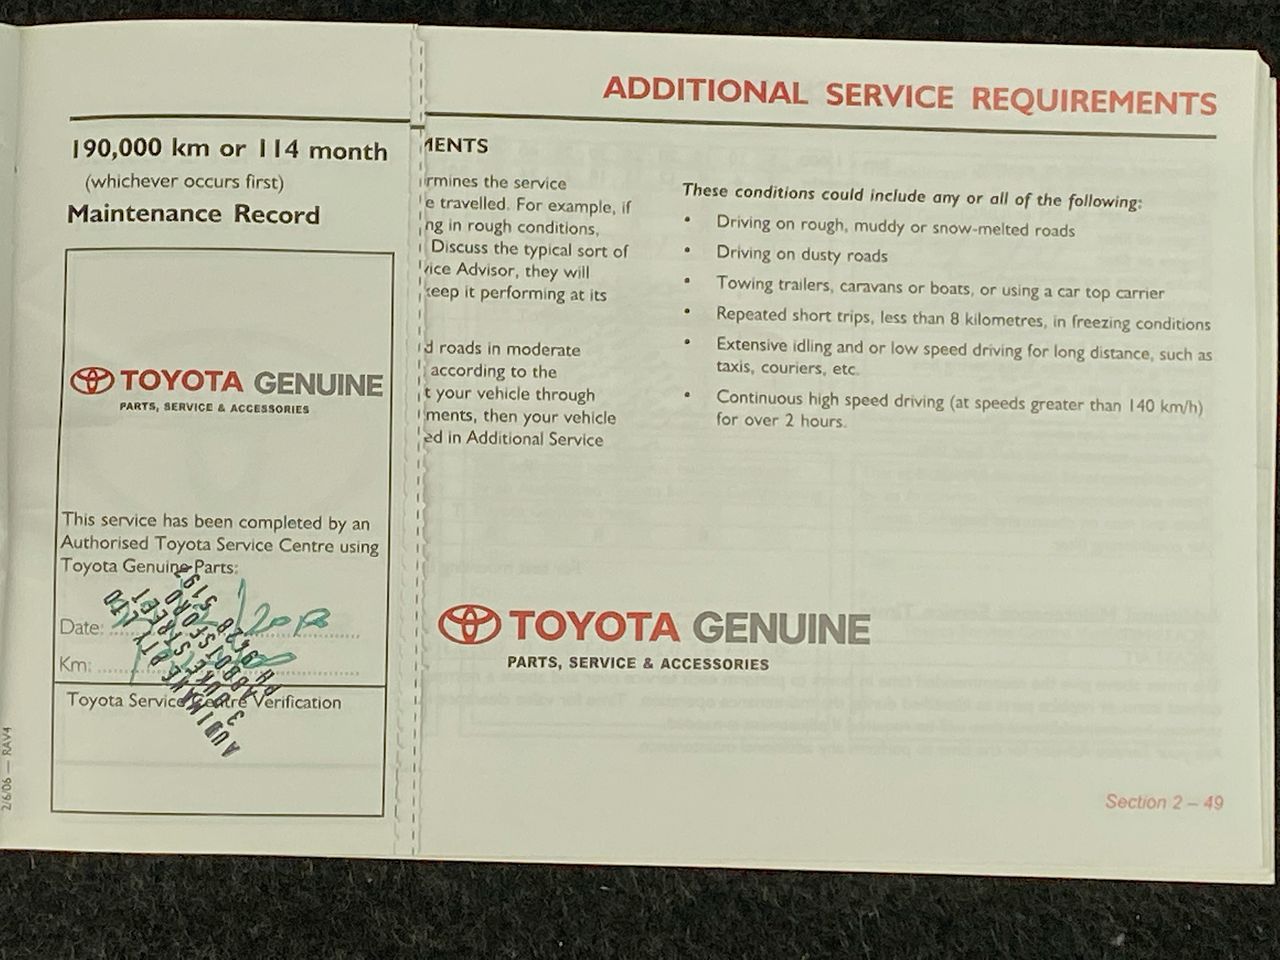 190,000 km or 114 month
(whichever occurs first)
Maintenance Record
TOYOTA GENUINE
PARTS, SERVICE & ACCESSORIES
This service has been completed by an
Authorised Toyota Service Centre using
Toyota Genuine Parts:
Date:
Km:
Toyota Service Centre Verification
3 DUKE STREET
ABBOTSFORD
2/6/06 — RAV4
ADDITIONAL SERVICE REQUIREMENTS
MENTS
rmines the service
e travelled. For example, if
ng in rough conditions,
Discuss the typical sort of
vice Advisor, they will
keep it performing at its
d roads in moderate
according to the
t your vehicle through
ments, then your vehicle
ed in Additional Service
These conditions could include any or all of the following:
• Driving on rough, muddy or snow-melted roads
• Driving on dusty roads
• Towing trailers, caravans or boats, or using a car top carrier
• Repeated short trips, less than 8 kilometres, in freezing conditions
• Extensive idling and or low speed driving for long distance, such as
taxis, couriers, etc.
• Continuous high speed driving (at speeds greater than 140 km/h)
for over 2 hours.
TOYOTA GENUINE
PARTS, SERVICE & ACCESSORIES
Section 2 – 49